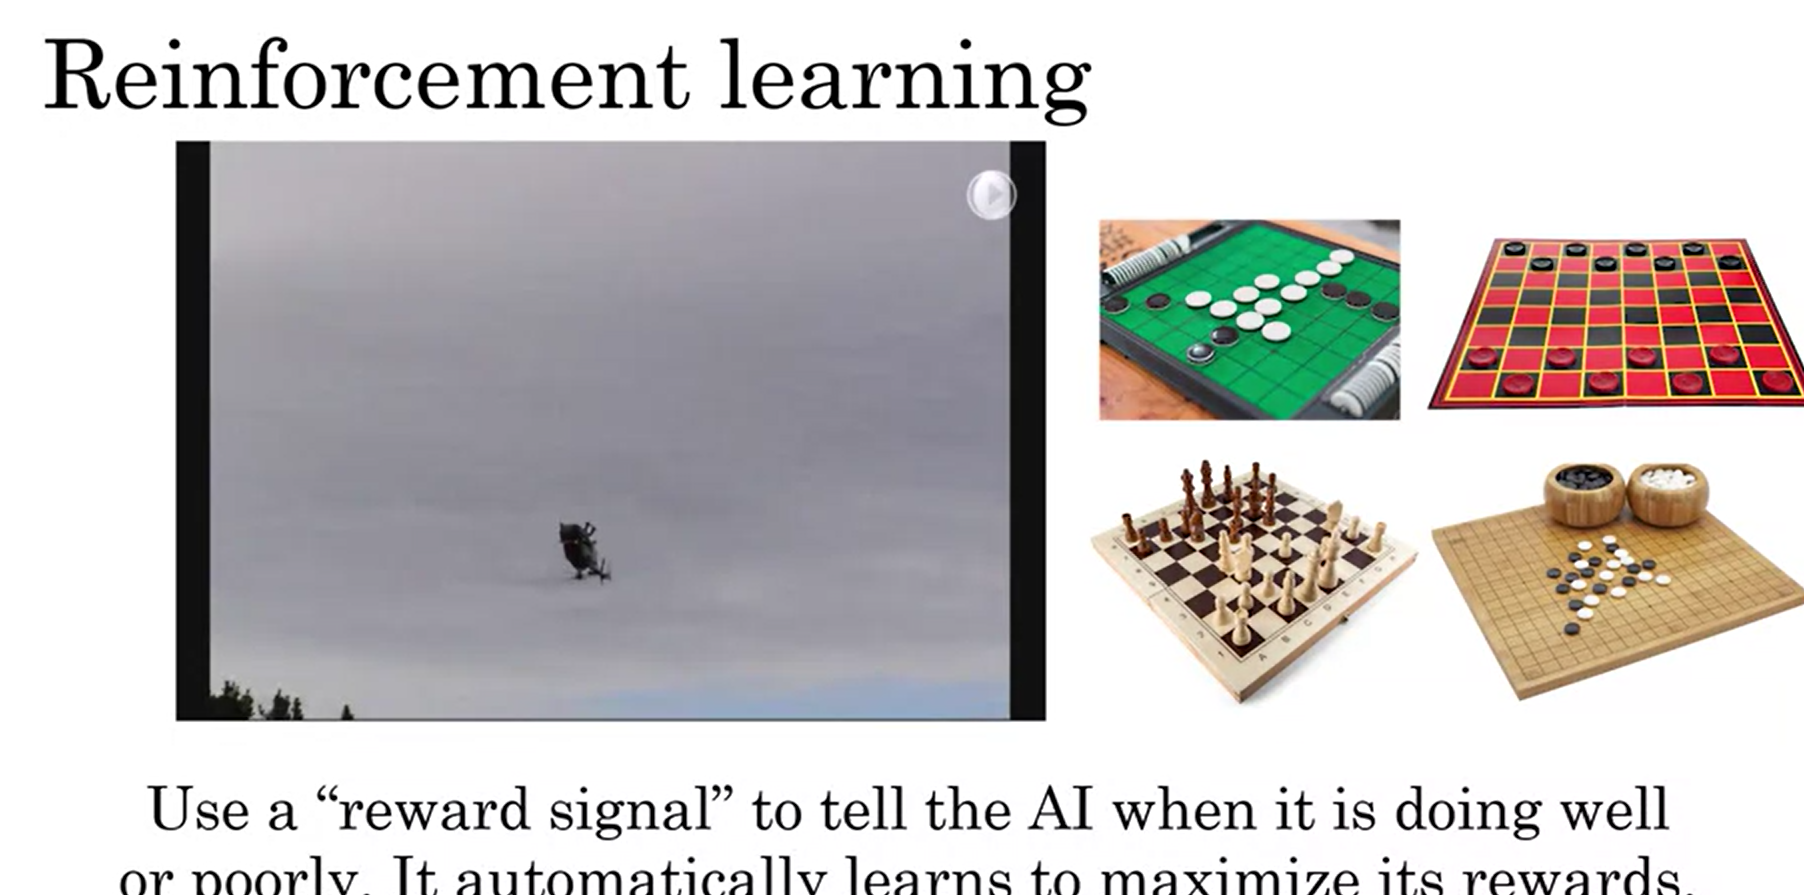 Reinforcement learning
Use a “reward signal” to tell the AI when it is doing well
or poorly. It automatically learns to maximize its rewards.